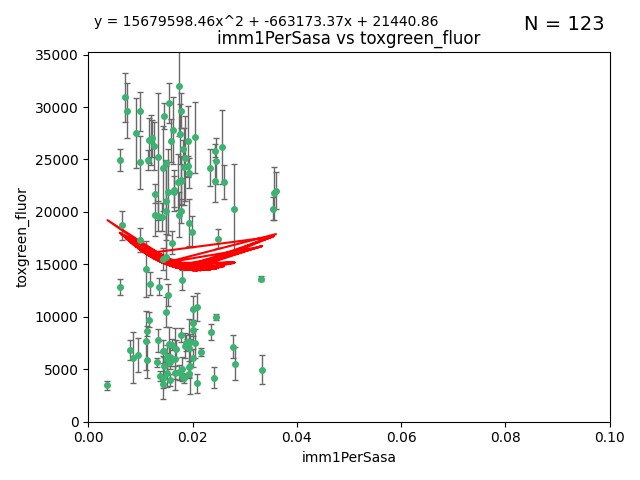 y = 15679598.46x^2 + -663173.37x + 21440.86
N = 123
imm1PerSasa vs toxgreen_fluor
35000
30000
25000
20000
15000
10000
5000
0
toxgreen_fluor
0.00 0.02 0.04 0.06 0.08 0.10
imm1PerSasa